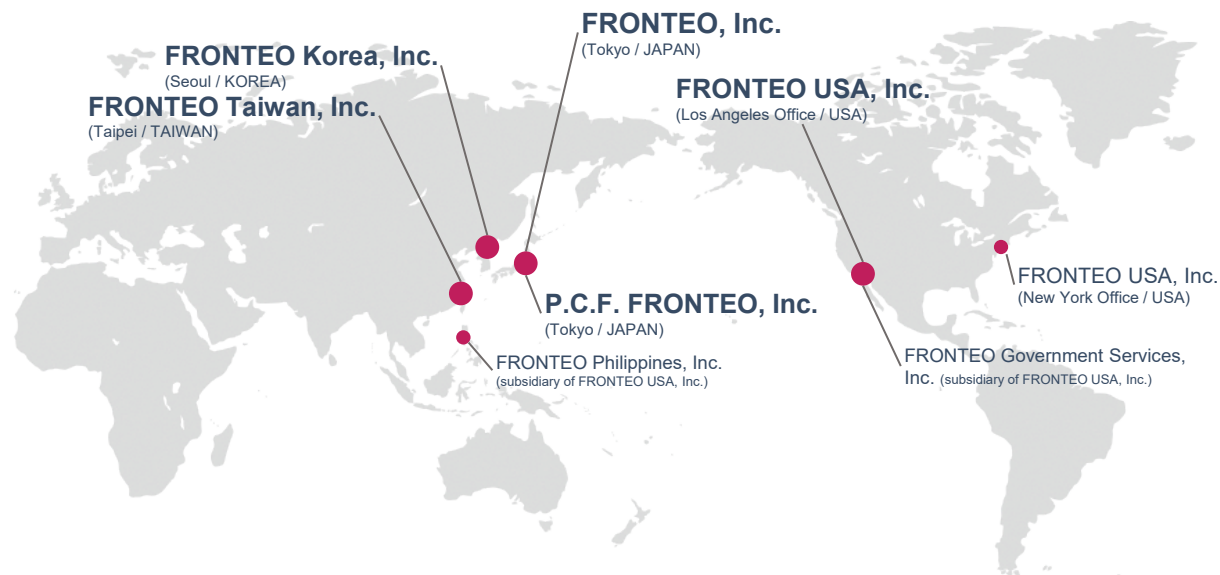 FRONTEO, Inc.
(Tokyo / JAPAN)
FRONTEO Korea, Inc.
(Seoul / KOREA)
FRONTEO Taiwan, Inc.
(Taipei / TAIWAN)
FRONTEO USA, Inc.
(Los Angeles Office / USA)
FRONTEO USA, Inc.
(New York Office / USA)
P.C.F. FRONTEO, Inc.
(Tokyo / JAPAN)
FRONTEO Philippines, Inc.
(subsidiary of FRONTEO USA, Inc.)
FRONTEO Government Services,
Inc. (subsidiary of FRONTEO USA, Inc.)